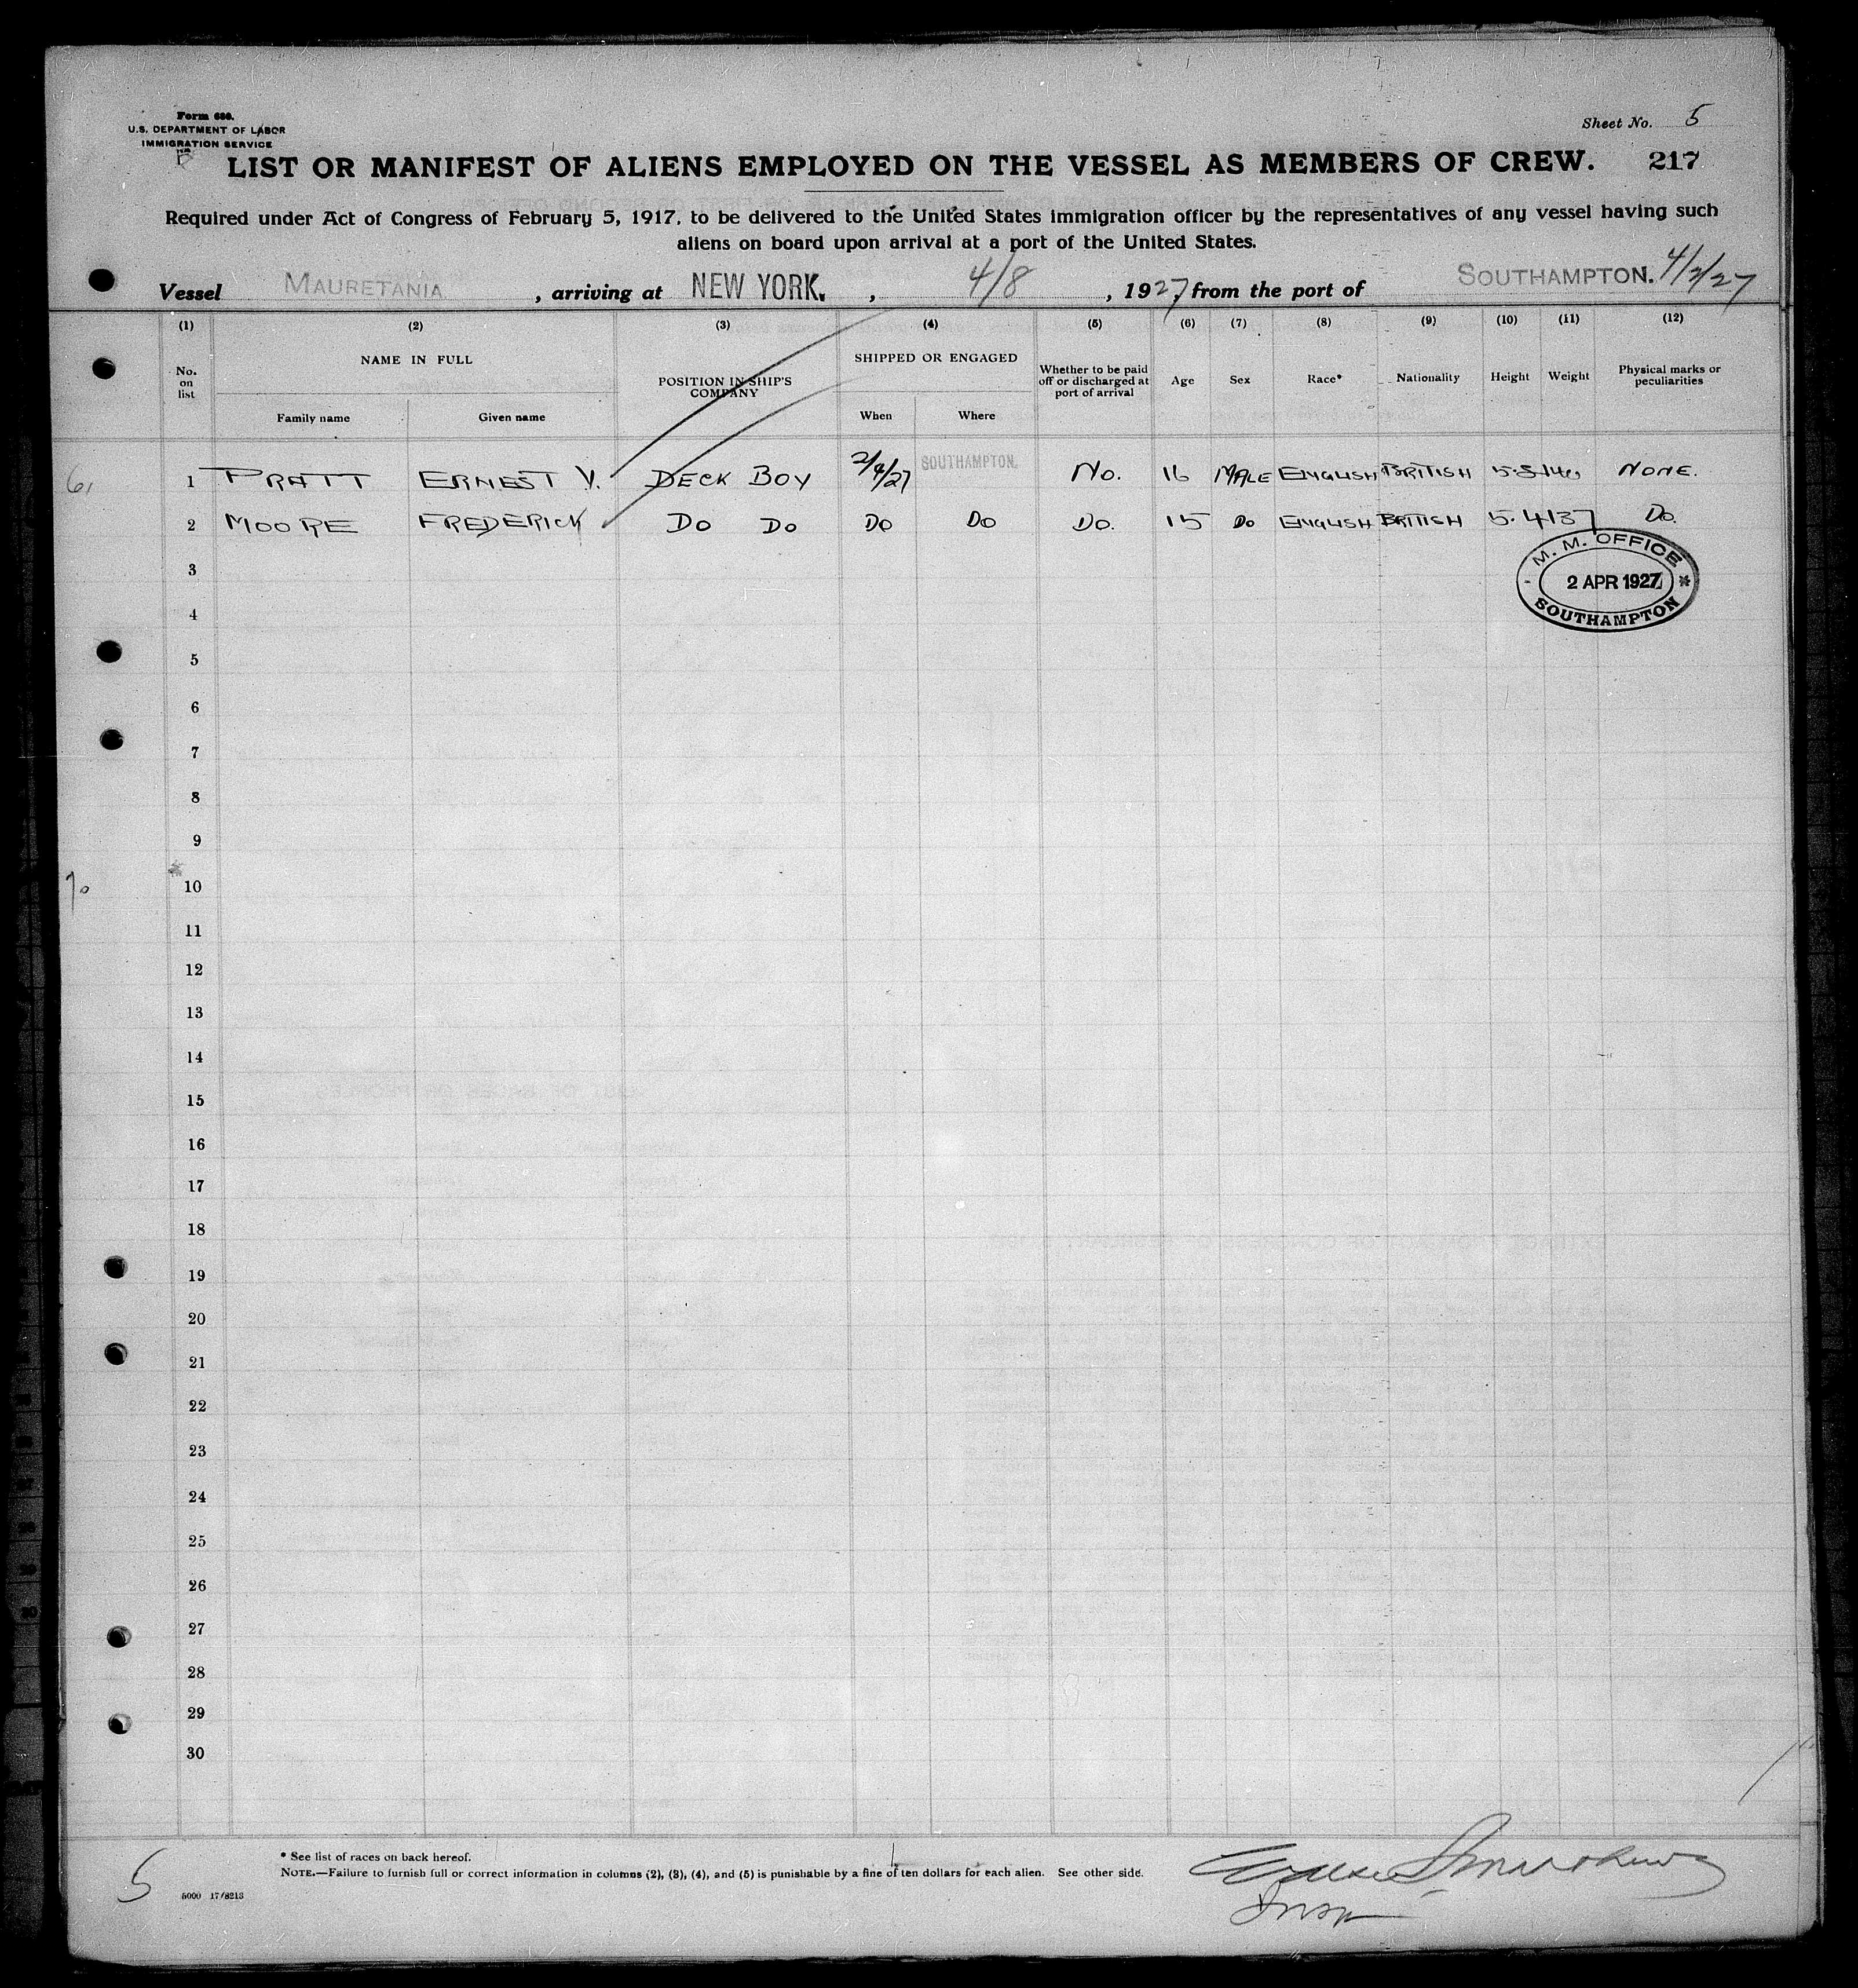 Form 686.
U.S. DEPARTMENT OF LABOR
IMMIGRATION SERVICE
Sheet No. 5
LIST OR MANIFEST OF ALIENS EMPLOYED ON THE VESSEL AS MEMBERS OF CREW. 217
Required under Act of Congress of February 5, 1917, to be delivered to the United States immigration officer by the representatives of any vessel having such
aliens on board upon arrival at a port of the United States.
Vessel MAURETANIA, arriving at NEW YORK, , 4/8, 1927, from the port of SOUTHAMPTON. 4/2/27
(1) (2) (3) (4) (5) (6) (7) (8) (9) (10) (11) (12)
No. on list
NAME IN FULL
Family name Given name
POSITION IN SHIP'S COMPANY
SHIPPED OR ENGAGED
When Where
Whether to be paid off or discharged at port of arrival
Age Sex Race* Nationality Height Weight
Physical marks or peculiarities
61
1 PRATT ERNEST V. DECK BOY 2/4/27 SOUTHAMPTON. NO. 16 MALE ENGLISH BRITISH 5.8 140 NONE.
2 MOORE FREDERICK DO DO DO DO DO. 15 DO ENGLISH BRITISH 5.4 137 DO.
M. M. OFFICE
2 APR 1927
SOUTHAMPTON
3
4
5
6
7
8
9
10
11
12
13
14
15
16
17
18
19
20
21
22
23
24
25
26
27
28
29
30
* See list of races on back hereof.
NOTE.—Failure to furnish full or correct information in columns (2), (3), (4), and (5) is punishable by a fine of ten dollars for each alien. See other side.
5
5000 17/8213
Insp